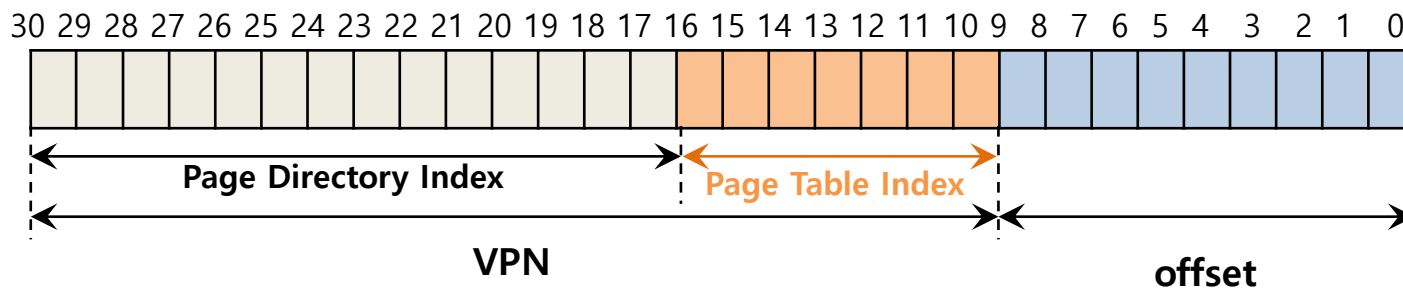 30 29 28 27 26 25 24 23 22 21 20 19 18 17 16 15 14 13 12 11 10 9 8 7 6 5 4 3 2 1 0
Page Directory Index
Page Table Index
VPN
offset